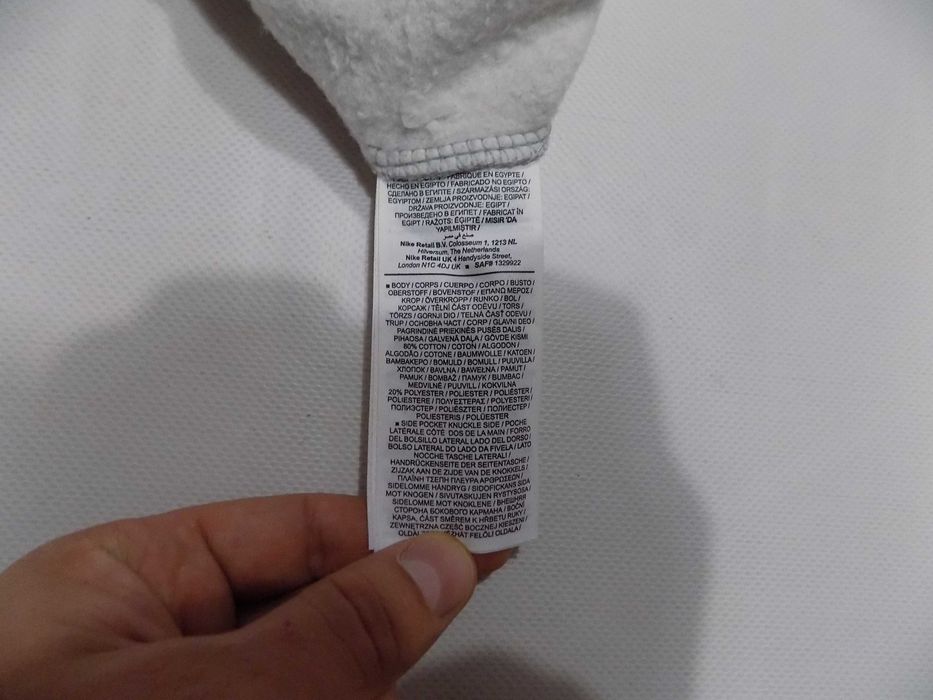 FABRIQUE EN EGYPTE /
HECHO EN EGIPTO / FABRICADO NO EGIPTO /
СДЕЛАНО В ЕГИПТЕ / SZÁRMAZÁSI ORSZÁG:
EGYIPTOM / ZEMLJA PROIZVODNJE: EGIPAT /
DRŽAVA PROIZVODNJE: EGIPT /
ПРОИЗВЕДЕНО В ЕГИПЕТ / FABRICAT ÎN
EGIPT / RAŽOTS: ĒĢIPTĒ / MISIR 'DA
YAPILMIŞTIR /
صنع في مصر
Nike Retail B.V. Colosseum 1, 1213 NL
Hilversum, The Netherlands
Nike Retail UK 4 Handyside Street,
London N1C 4DJ UK ■ SAF# 1329922
■ BODY / CORPS / CUERPO / CORPO / BUSTO /
OBERSTOFF / BOVENSTOF / ΕΠΑΝΩ ΜΕΡΟΣ /
KROP / ÖVERKROPP / RUNKO / BOL /
КОРСАЖ / TĚLNÍ ČÁST ODĚVU / TORS /
TÖRZS / GORNJI DIO / TELNÁ ČASŤ ODEVU /
TRUP / ОСНОВНА ЧАСТ / CORP / GLAVNI DEO /
PAGRINDINĖ PRIEKINĖS PUSĖS DALIS /
PIHAOSA / GALVENĀ DAĻA / GÖVDE KISMI
80% COTTON / COTON / ALGODON /
ALGODÃO / COTONE / BAUMWOLLE / KATOEN /
ΒΑΜΒΑΚΕΡΟ / BOMULD / BOMULL / PUUVILLA /
ХЛОПОК / BAVLNA / BAWEŁNA / PAMUT /
PAMUK / BOMBAŽ / ПАМУК / BUMBAC /
MEDVILNĖ / PUUVILL / KOKVILNA
20% POLYESTER / POLIESTER / POLIÉSTER /
POLIESTERE / ΠΟΛΥΕΣΤΕΡΑΣ / POLYESTERI /
ПОЛИЭСТЕР / POLIÉSZTER / ПОЛИЕСТЕР /
POLIESTERIS / POLÜESTER
■ SIDE POCKET KNUCKLE SIDE / POCHE
LATÉRALE CÔTÉ DOS DE LA MAIN / FORRO
DEL BOLSILLO LATERAL LADO DEL DORSO /
BOLSO LATERAL DO LADO DA FIVELA / LATO
NOCCHE TASCHE LATERALI /
HANDRÜCKENSEITE DER SEITENTASCHE /
ZIJZAK AAN DE ZIJDE VAN DE KNOKKELS /
ΠΛΑΪΝΗ ΤΣΕΠΗ ΠΛΕΥΡΑ ΑΡΘΡΩΣΕΩΝ /
SIDELOMME HÅNDRYG / SIDOFICKANS SIDA
MOT KNOGEN / SIVUTASKUJEN RYSTYSOSA /
SIDELOMME MOT KNOKLENE / ВНЕШНЯЯ
СТОРОНА БОКОВОГО КАРМАНА / BOČNÍ
KAPSA, ČÁST SMĚREM K HŘBETU RUKY /
ZEWNĘTRZNA CZĘŚĆ BOCZNEJ KIESZENI /
FELŐLI OLDALA /